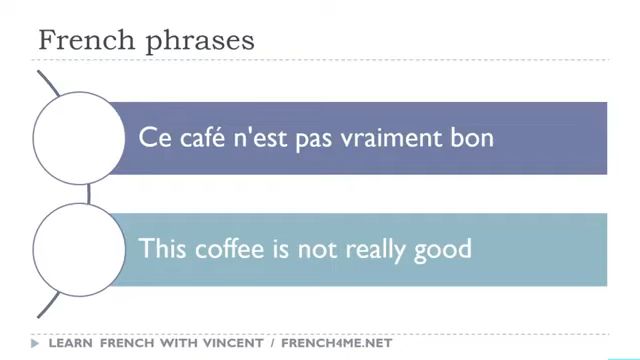 French phrases
Ce café n'est pas vraiment bon
This coffee is not really good
LEARN FRENCH WITH VINCENT / FRENCH4ME.NET